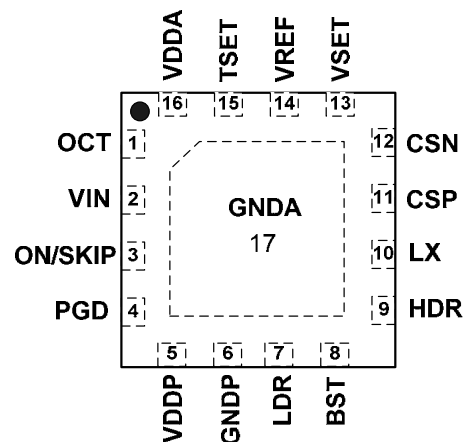 VDDA
TSET
VREF
VSET
16
15
14
13
OCT 1
12 CSN
VIN 2
11 CSP
GNDA
17
ON/SKIP 3
10 LX
PGD 4
9 HDR
5
6
7
8
VDDP
GNDP
LDR
BST